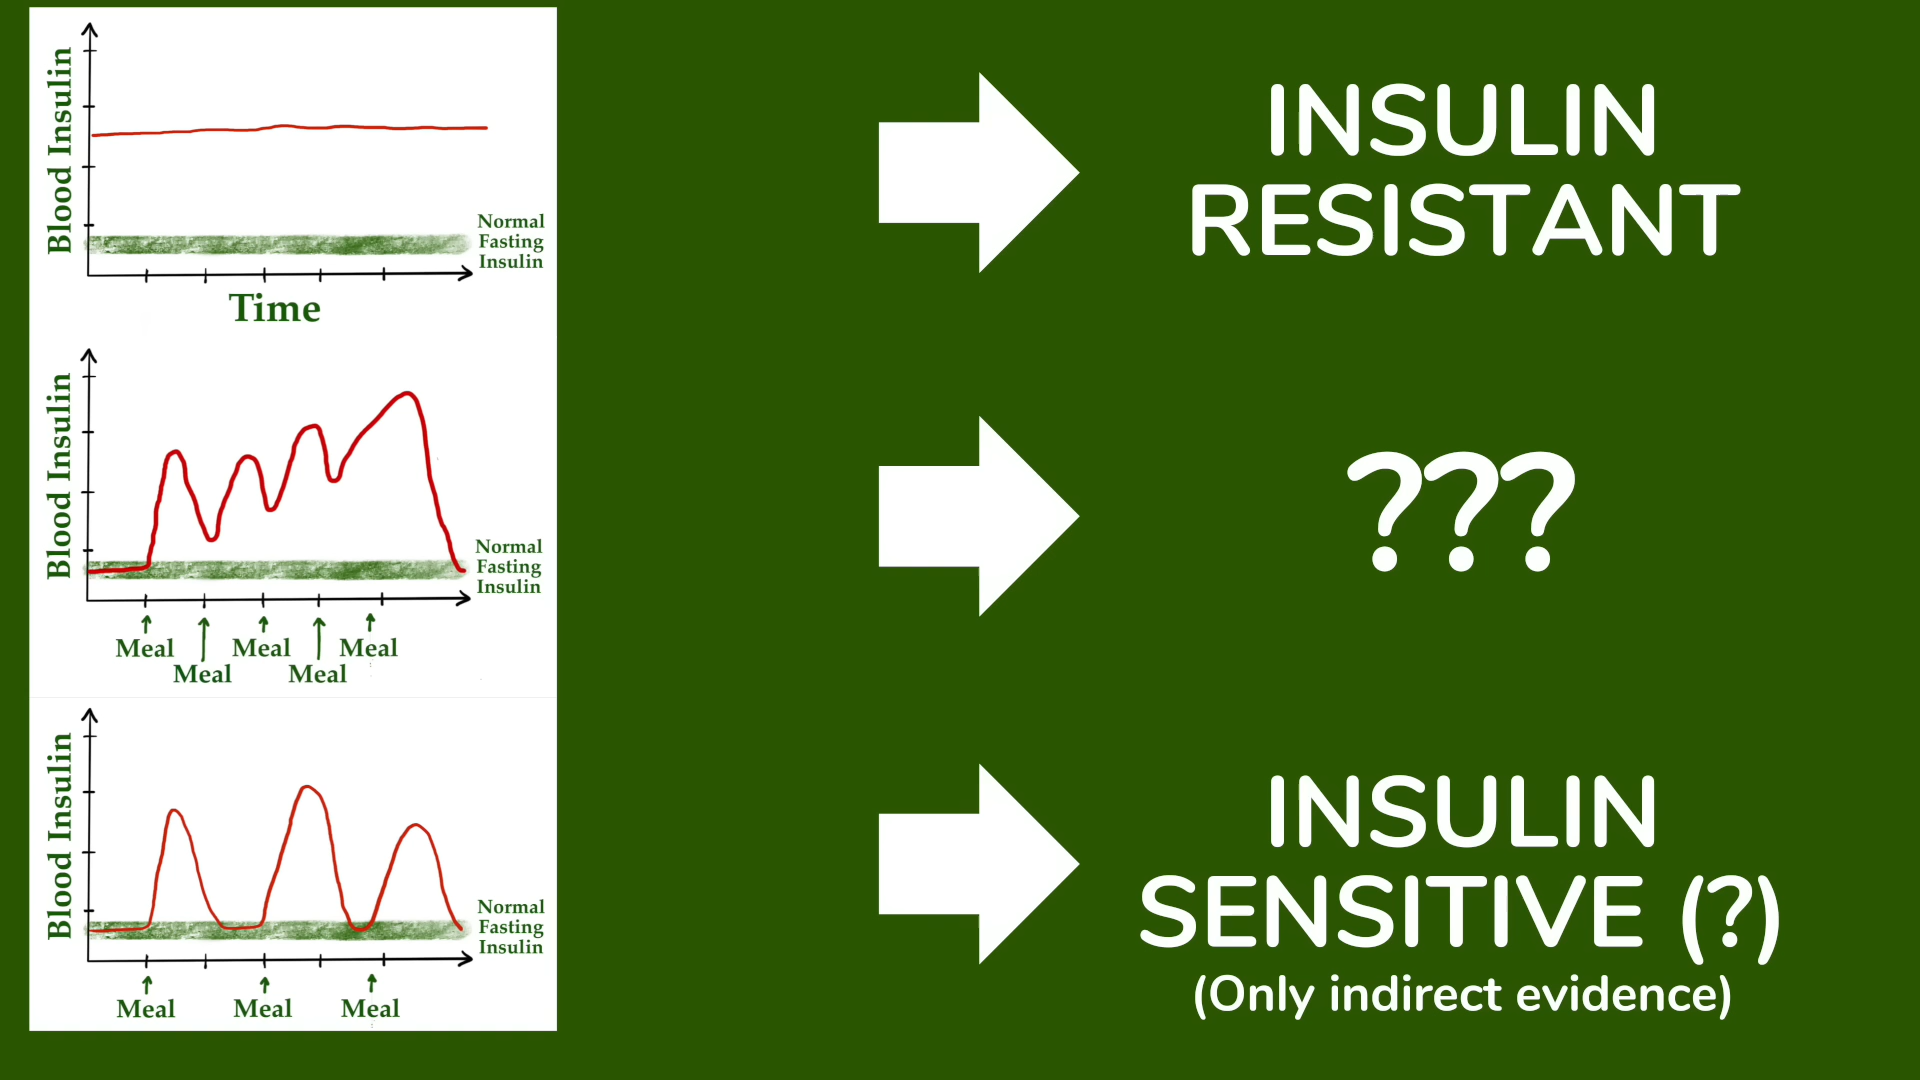 Blood Insulin
Normal
Fasting
Insulin
Time
INSULIN
RESISTANT
Blood Insulin
Normal
Fasting
Insulin
Meal
Meal
Meal
Meal
Meal
???
Blood Insulin
Normal
Fasting
Insulin
Meal
Meal
Meal
INSULIN
SENSITIVE (?)
(Only indirect evidence)